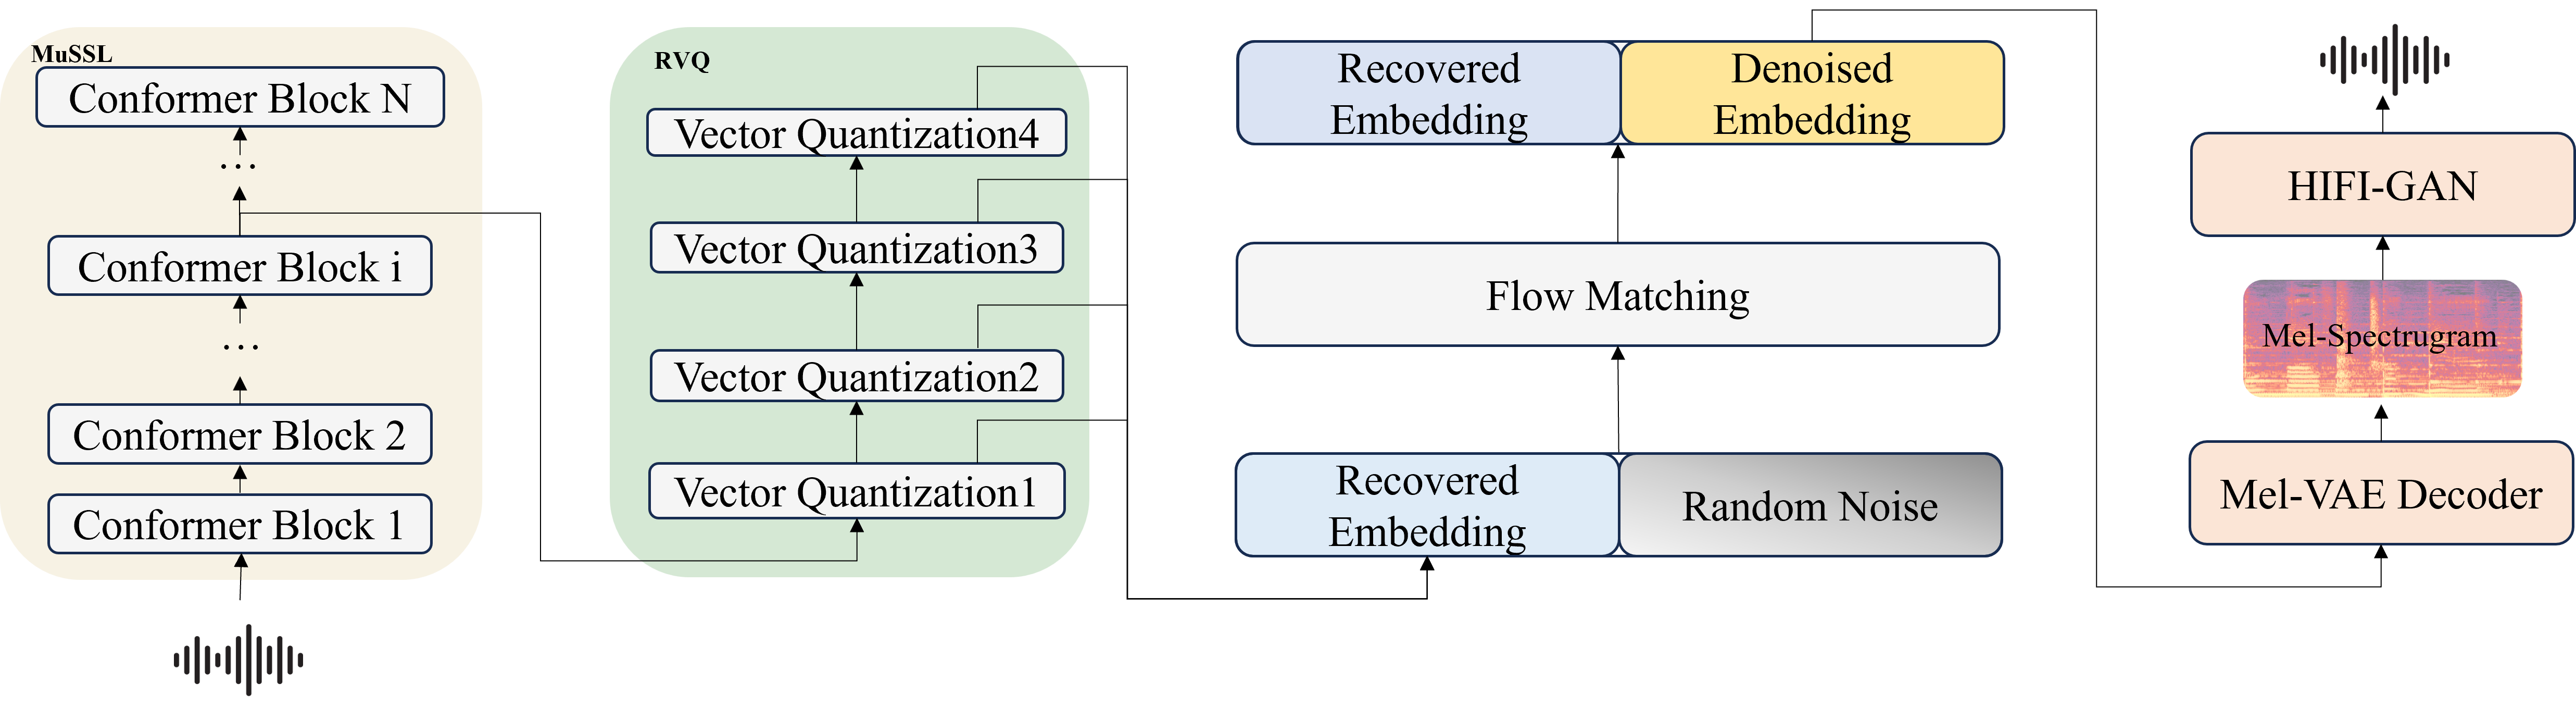 MuSSL
Conformer Block N
...
Conformer Block i
...
Conformer Block 2
Conformer Block 1
RVQ
Vector Quantization4
Vector Quantization3
Vector Quantization2
Vector Quantization1
Recovered
Embedding
Denoised
Embedding
Flow Matching
Recovered
Embedding
Random Noise
HIFI-GAN
Mel-Spectrugram
Mel-VAE Decoder